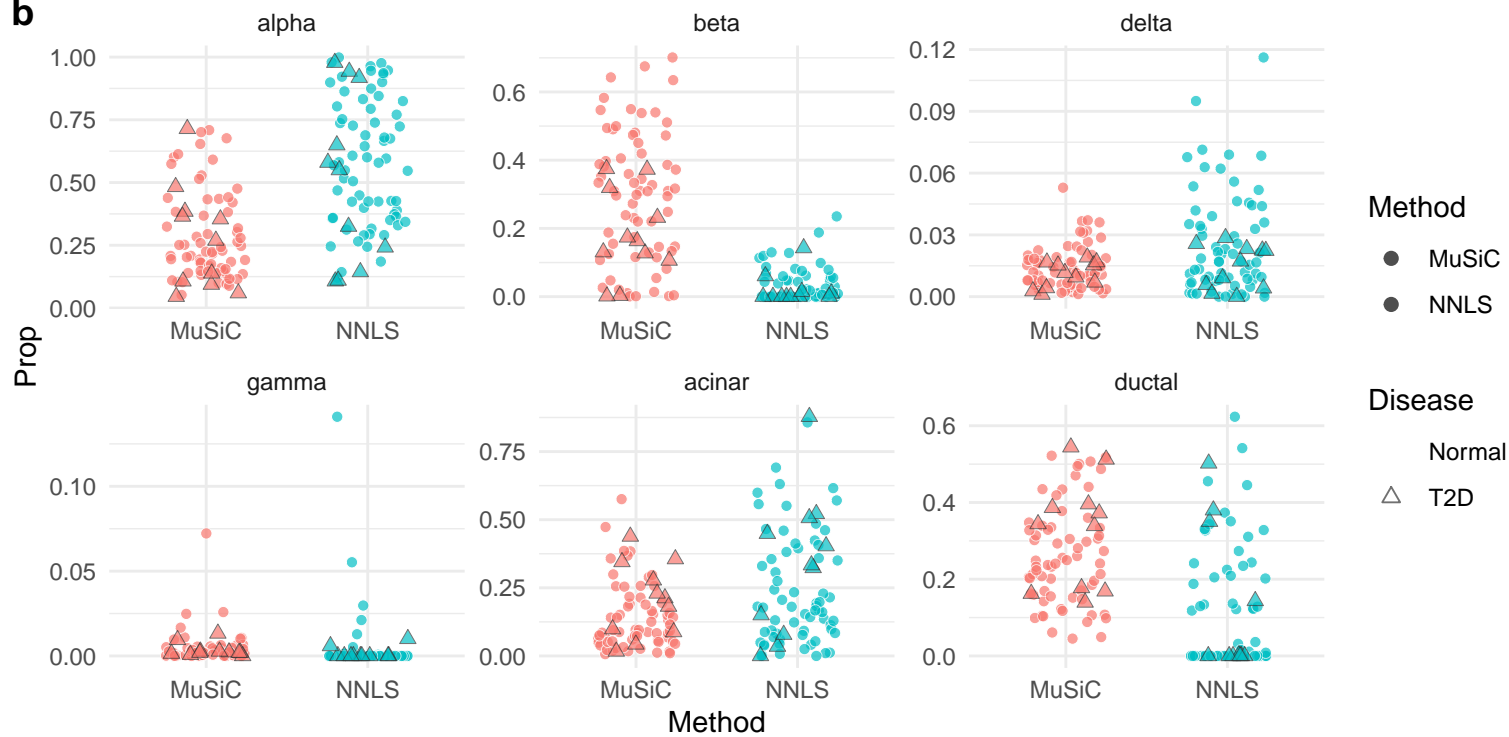 b
alpha
beta
delta
1.00
0.75
0.50
0.25
0.00
0.6
0.4
0.2
0.0
0.12
0.09
0.06
0.03
0.00
MuSiC
NNLS
MuSiC
NNLS
MuSiC
NNLS
Prop
gamma
acinar
ductal
0.10
0.05
0.00
0.75
0.50
0.25
0.00
0.6
0.4
0.2
0.0
MuSiC
NNLS
MuSiC
NNLS
MuSiC
NNLS
Method
Method
MuSiC
NNLS
Disease
Normal
T2D